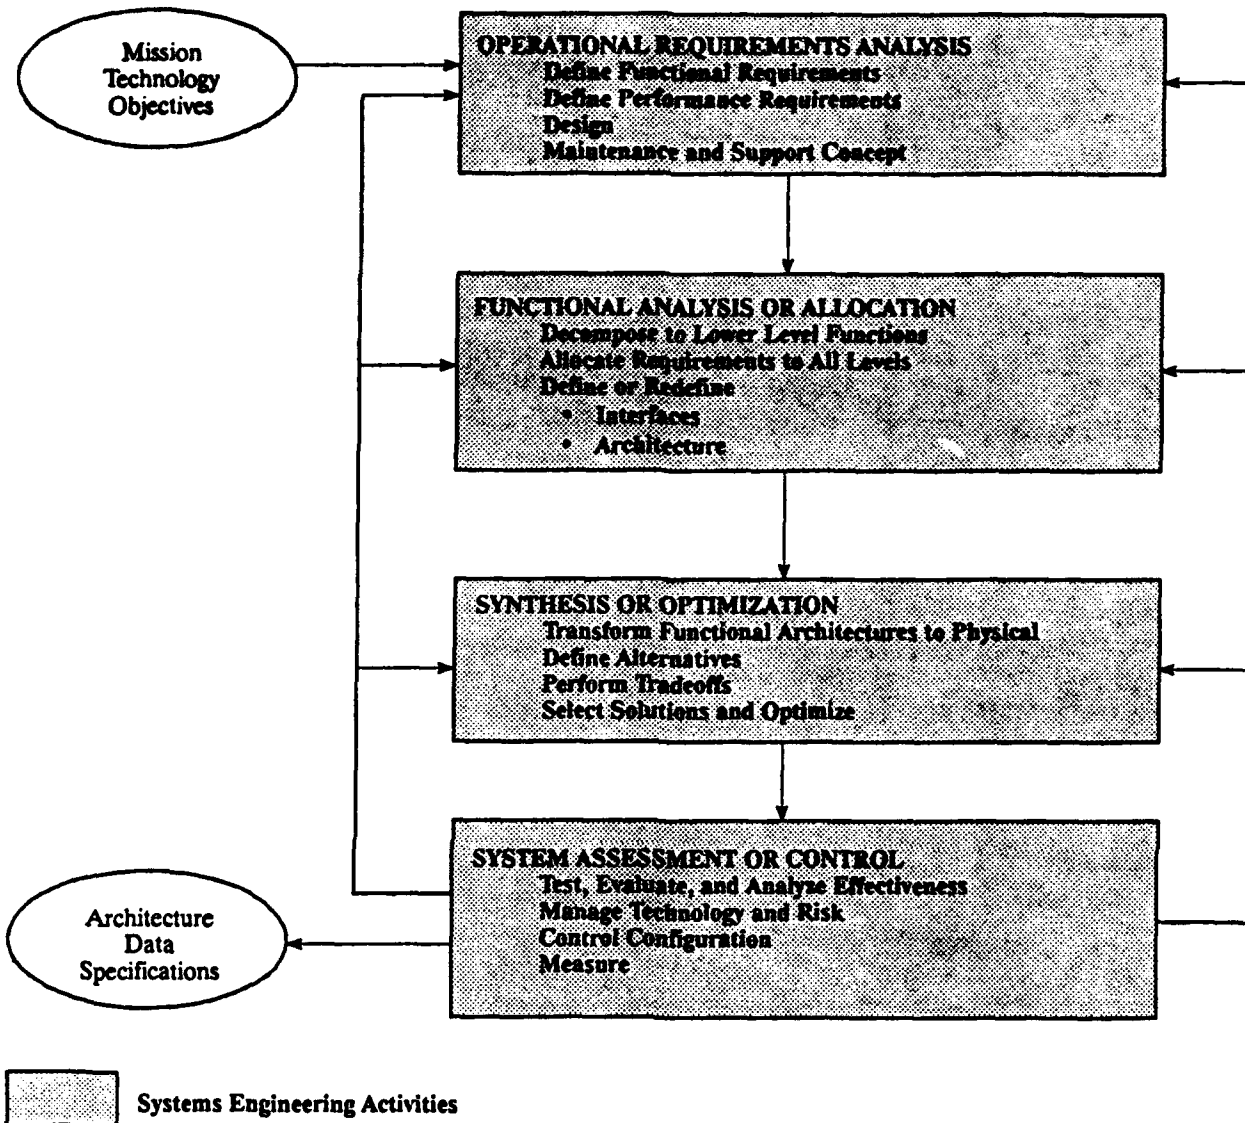 Mission
Technology
Objectives
OPERATIONAL REQUIREMENTS ANALYSIS
Define Functional Requirements
Define Performance Requirements
Design
Maintenance and Support Concept
FUNCTIONAL ANALYSIS OR ALLOCATION
Decompose to Lower Level Functions
Allocate Requirements to All Levels
Define or Redefine
• Interfaces
• Architecture
SYNTHESIS OR OPTIMIZATION
Transform Functional Architectures to Physical
Define Alternatives
Perform Tradeoffs
Select Solutions and Optimize
SYSTEM ASSESSMENT OR CONTROL
Test, Evaluate, and Analyze Effectiveness
Manage Technology and Risk
Control Configuration
Measure
Architecture
Data
Specifications
Systems Engineering Activities